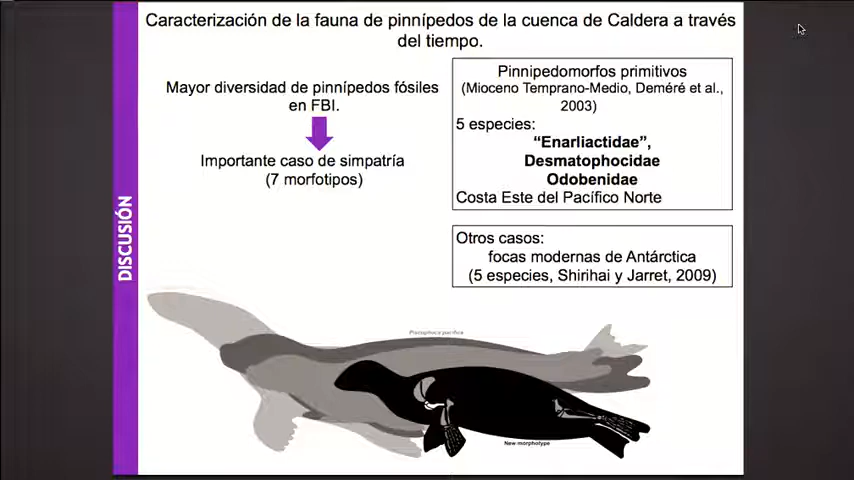 Caracterización de la fauna de pinnípedos de la cuenca de Caldera a través
del tiempo.
Mayor diversidad de pinnípedos fósiles
en FBI.
Importante caso de simpatría
(7 morfotipos)
Pinnipedomorfos primitivos
(Mioceno Temprano-Medio, Deméré et al.,
2003)
5 especies:
“Enarliactidae”,
Desmatophocidae
Odobenidae
Costa Este del Pacífico Norte
Otros casos:
focas modernas de Antárctica
(5 especies, Shirihai y Jarret, 2009)
DISCUSIÓN
Piscophoca pacifica
New morphotype